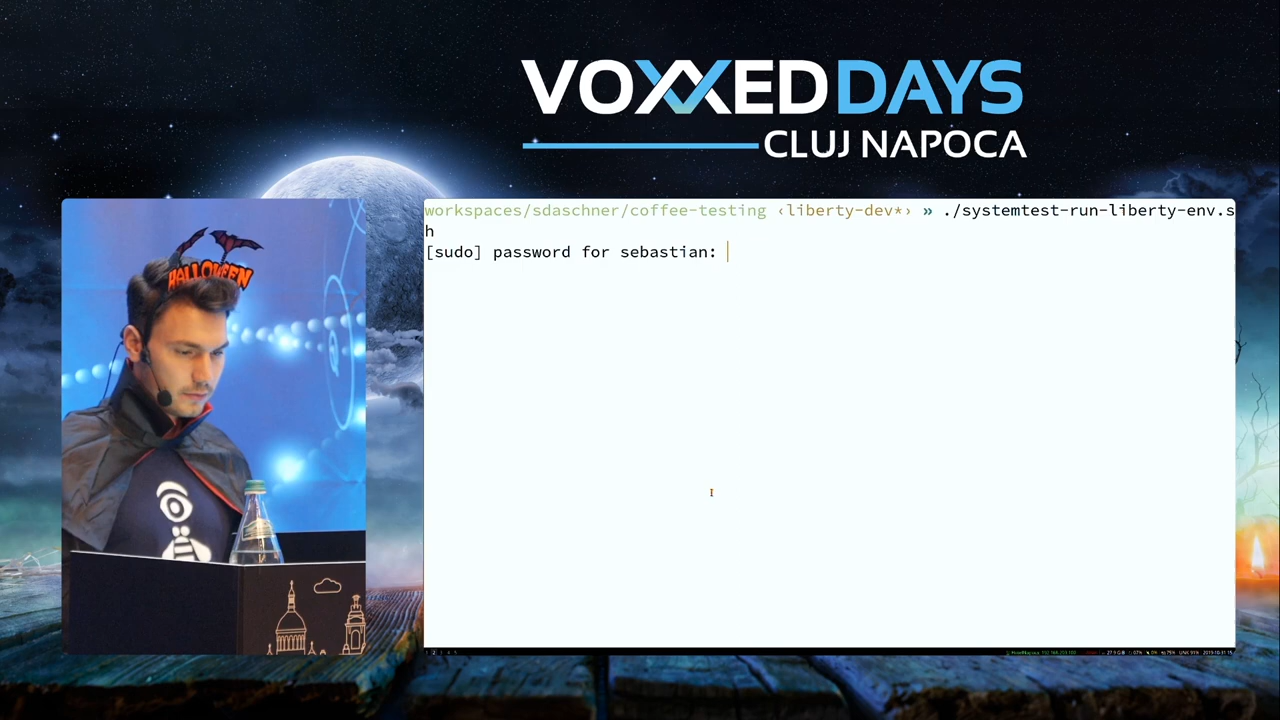 VOXXED DAYS
CLUJ NAPOCA
HALLOWEEN
workspaces/sdaschner/coffee-testing ‹liberty-dev*› » ./systemtest-run-liberty-env.s
h
[sudo] password for sebastian: